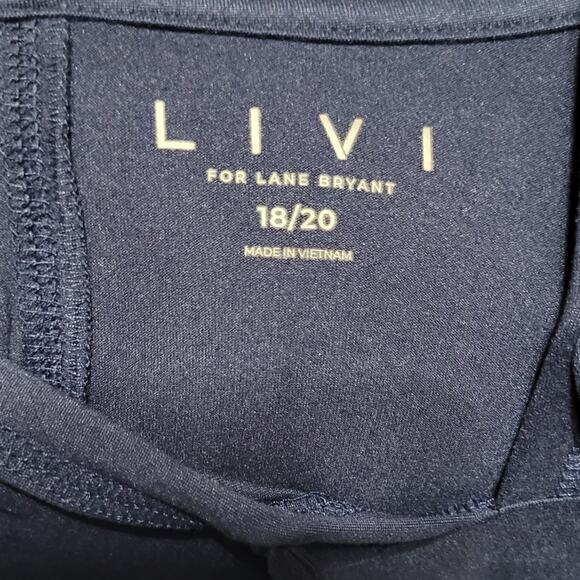 LIVI
FOR LANE BRYANT
18/20
MADE IN VIETNAM